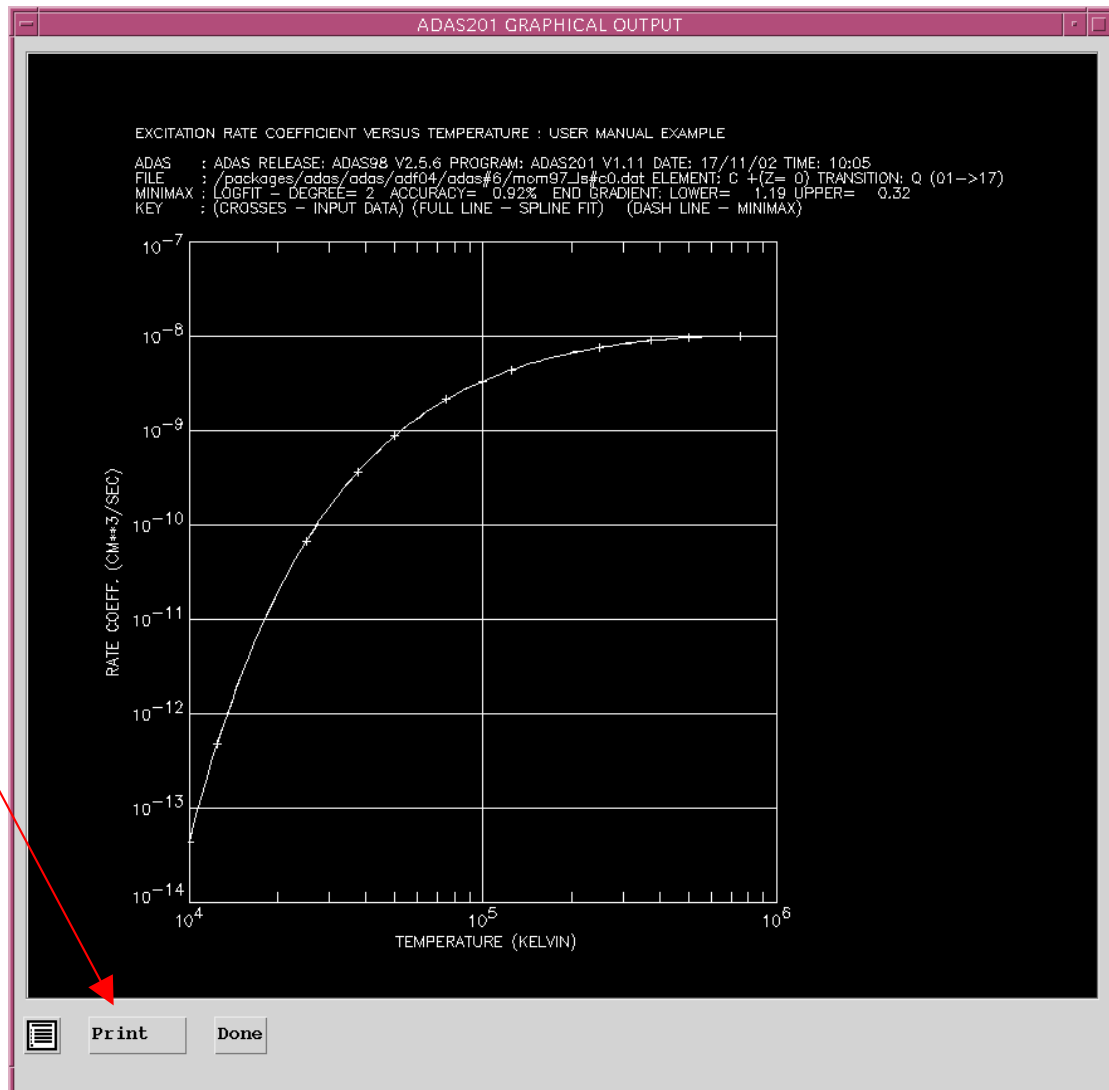 ADAS201 GRAPHICAL OUTPUT
EXCITATION RATE COEFFICIENT VERSUS TEMPERATURE : USER MANUAL EXAMPLE
ADAS : ADAS RELEASE: ADAS98 V2.5.6 PROGRAM: ADAS201 V1.11 DATE: 17/11/02 TIME: 10:05
FILE : /packages/adas/adas/adf04/adas#6/mom97_ls#c0.dat ELEMENT: C +(Z= 0) TRANSITION: Q (01->17)
MINIMAX : LOGFIT - DEGREE= 2 ACCURACY= 0.92% END GRADIENT: LOWER= 1.19 UPPER= 0.32
KEY : (CROSSES - INPUT DATA) (FULL LINE - SPLINE FIT) (DASH LINE - MINIMAX)
10^-7
10^-8
10^-9
10^-10
10^-11
10^-12
10^-13
10^-14
RATE COEFF. (CM**3/SEC)
10^4 10^5 10^6
TEMPERATURE (KELVIN)
Print Done